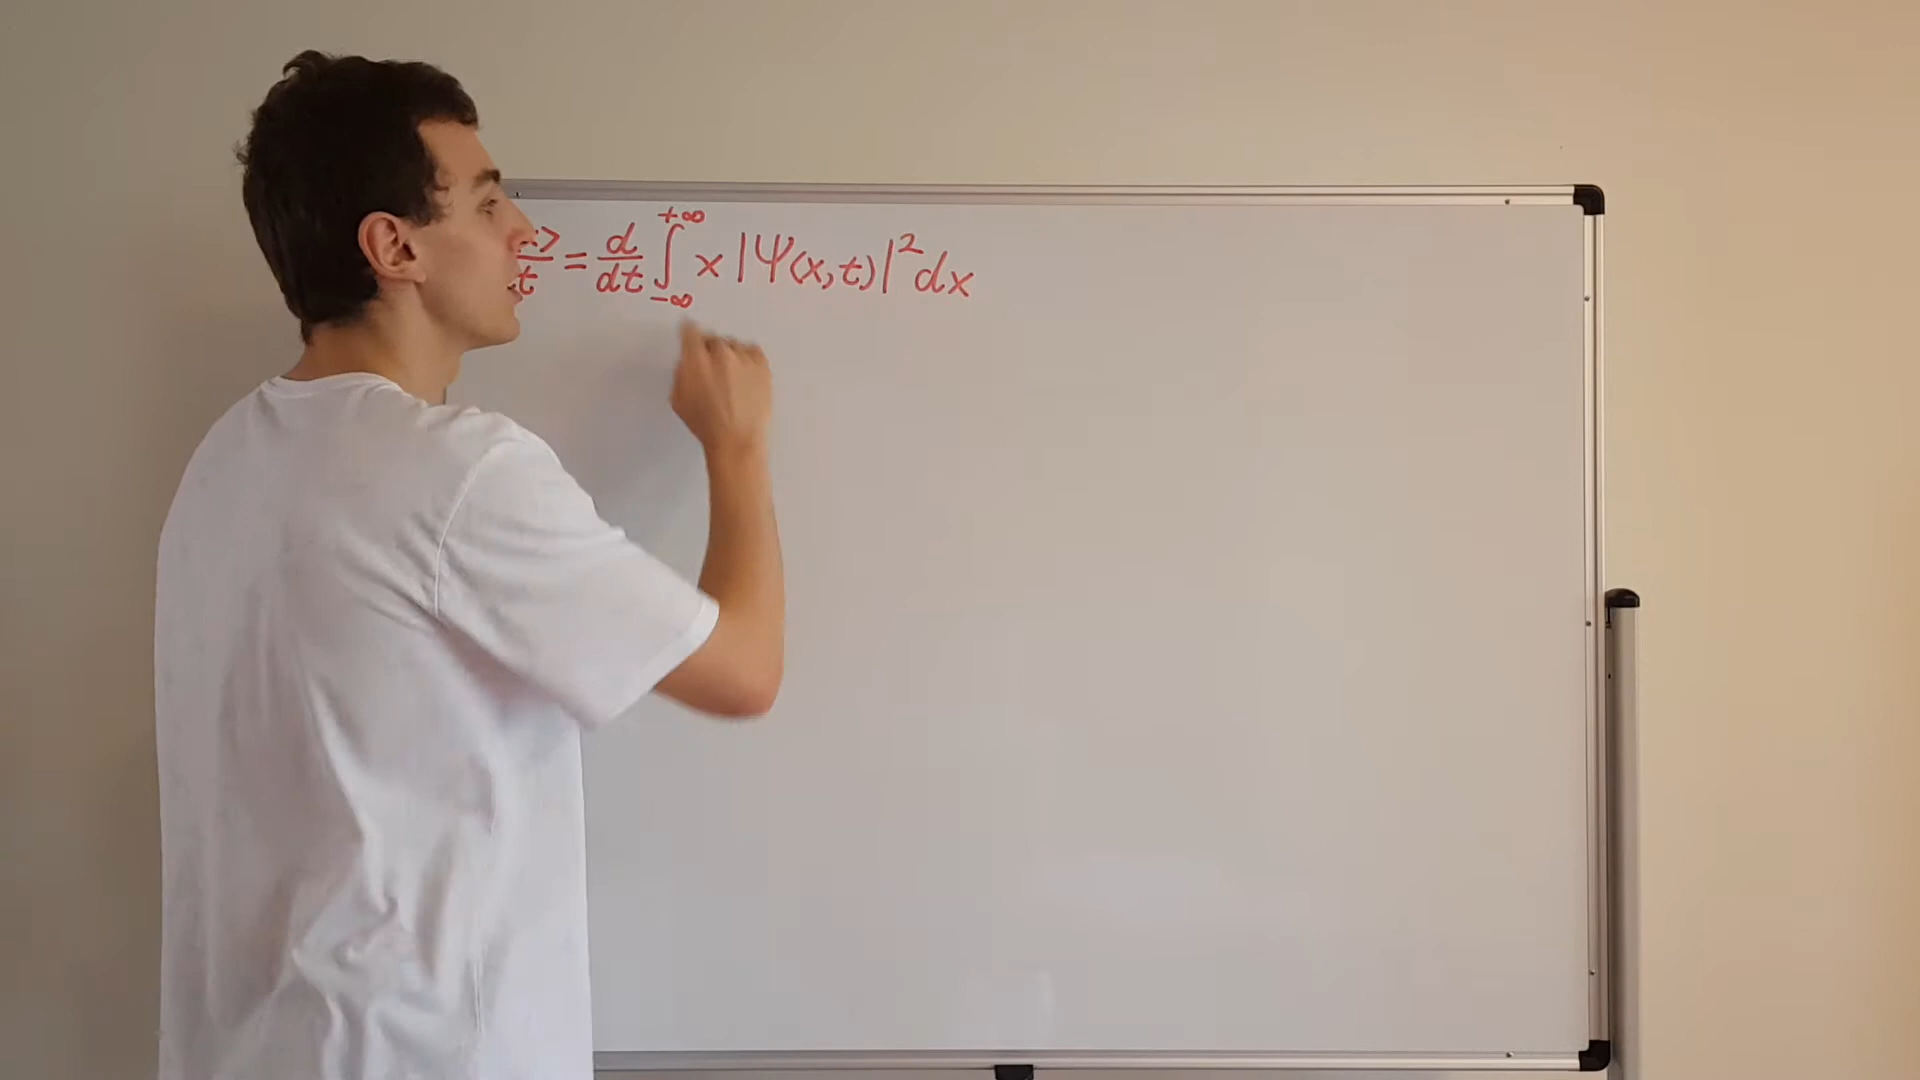 > / t = d/dt ∫_{-∞}^{+∞} x |Ψ(x,t)|² dx